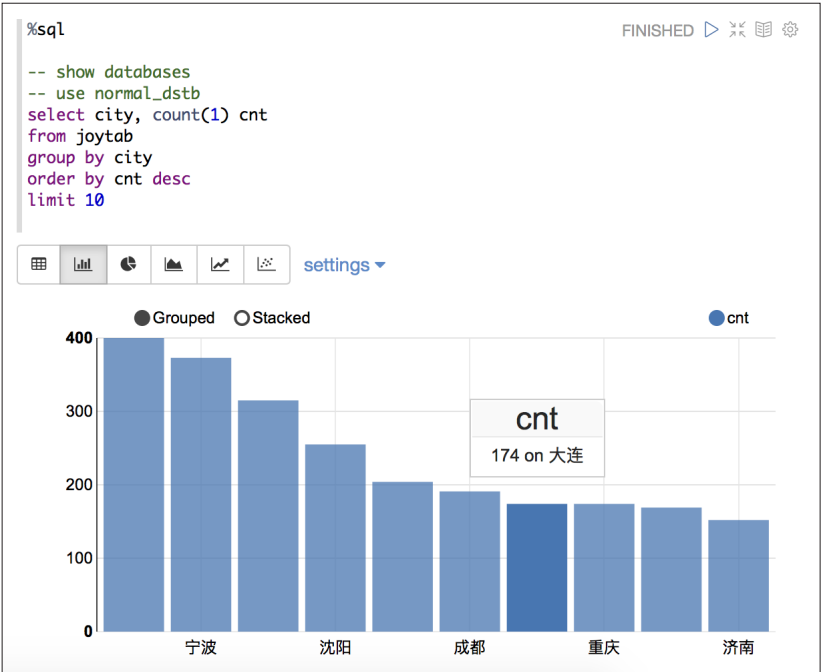 %sql
FINISHED
-- show databases
-- use normal_dstb
select city, count(1) cnt
from joytab
group by city
order by cnt desc
limit 10
settings
Grouped Stacked cnt
400
300
200
100
0
cnt
174 on 大连
宁波 沈阳 成都 重庆 济南